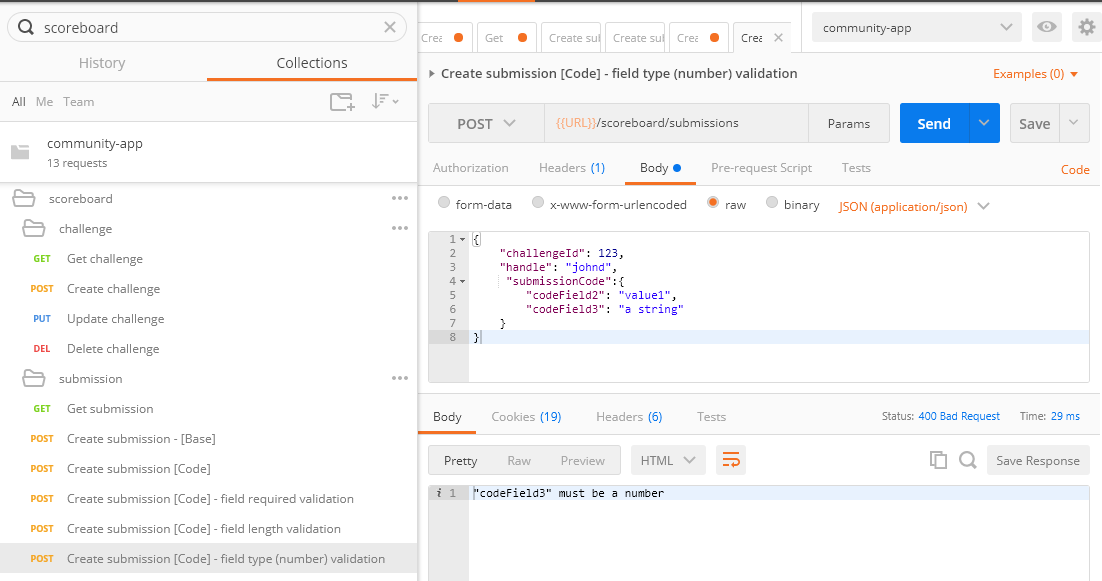 scoreboard
History
Collections
All Me Team
community-app
13 requests
scoreboard
challenge
GET Get challenge
POST Create challenge
PUT Update challenge
DEL Delete challenge
submission
GET Get submission
POST Create submission - [Base]
POST Create submission [Code]
POST Create submission [Code] - field required validation
POST Create submission [Code] - field length validation
POST Create submission [Code] - field type (number) validation
Crea
Get
Create sul
Create sul
Crea
Crea
community-app
Create submission [Code] - field type (number) validation
Examples (0)
POST
{{URL}}/scoreboard/submissions
Params
Send
Save
Authorization
Headers (1)
Body
Pre-request Script
Tests
Code
form-data
x-www-form-urlencoded
raw
binary
JSON (application/json)
1 {
2 "challengeId": 123,
3 "handle": "johnd",
4 "submissionCode":{
5 "codeField2": "value1",
6 "codeField3": "a string"
7 }
8 }
Body
Cookies (19)
Headers (6)
Tests
Status: 400 Bad Request
Time: 29 ms
Pretty
Raw
Preview
HTML
Save Response
i 1 "codeField3" must be a number